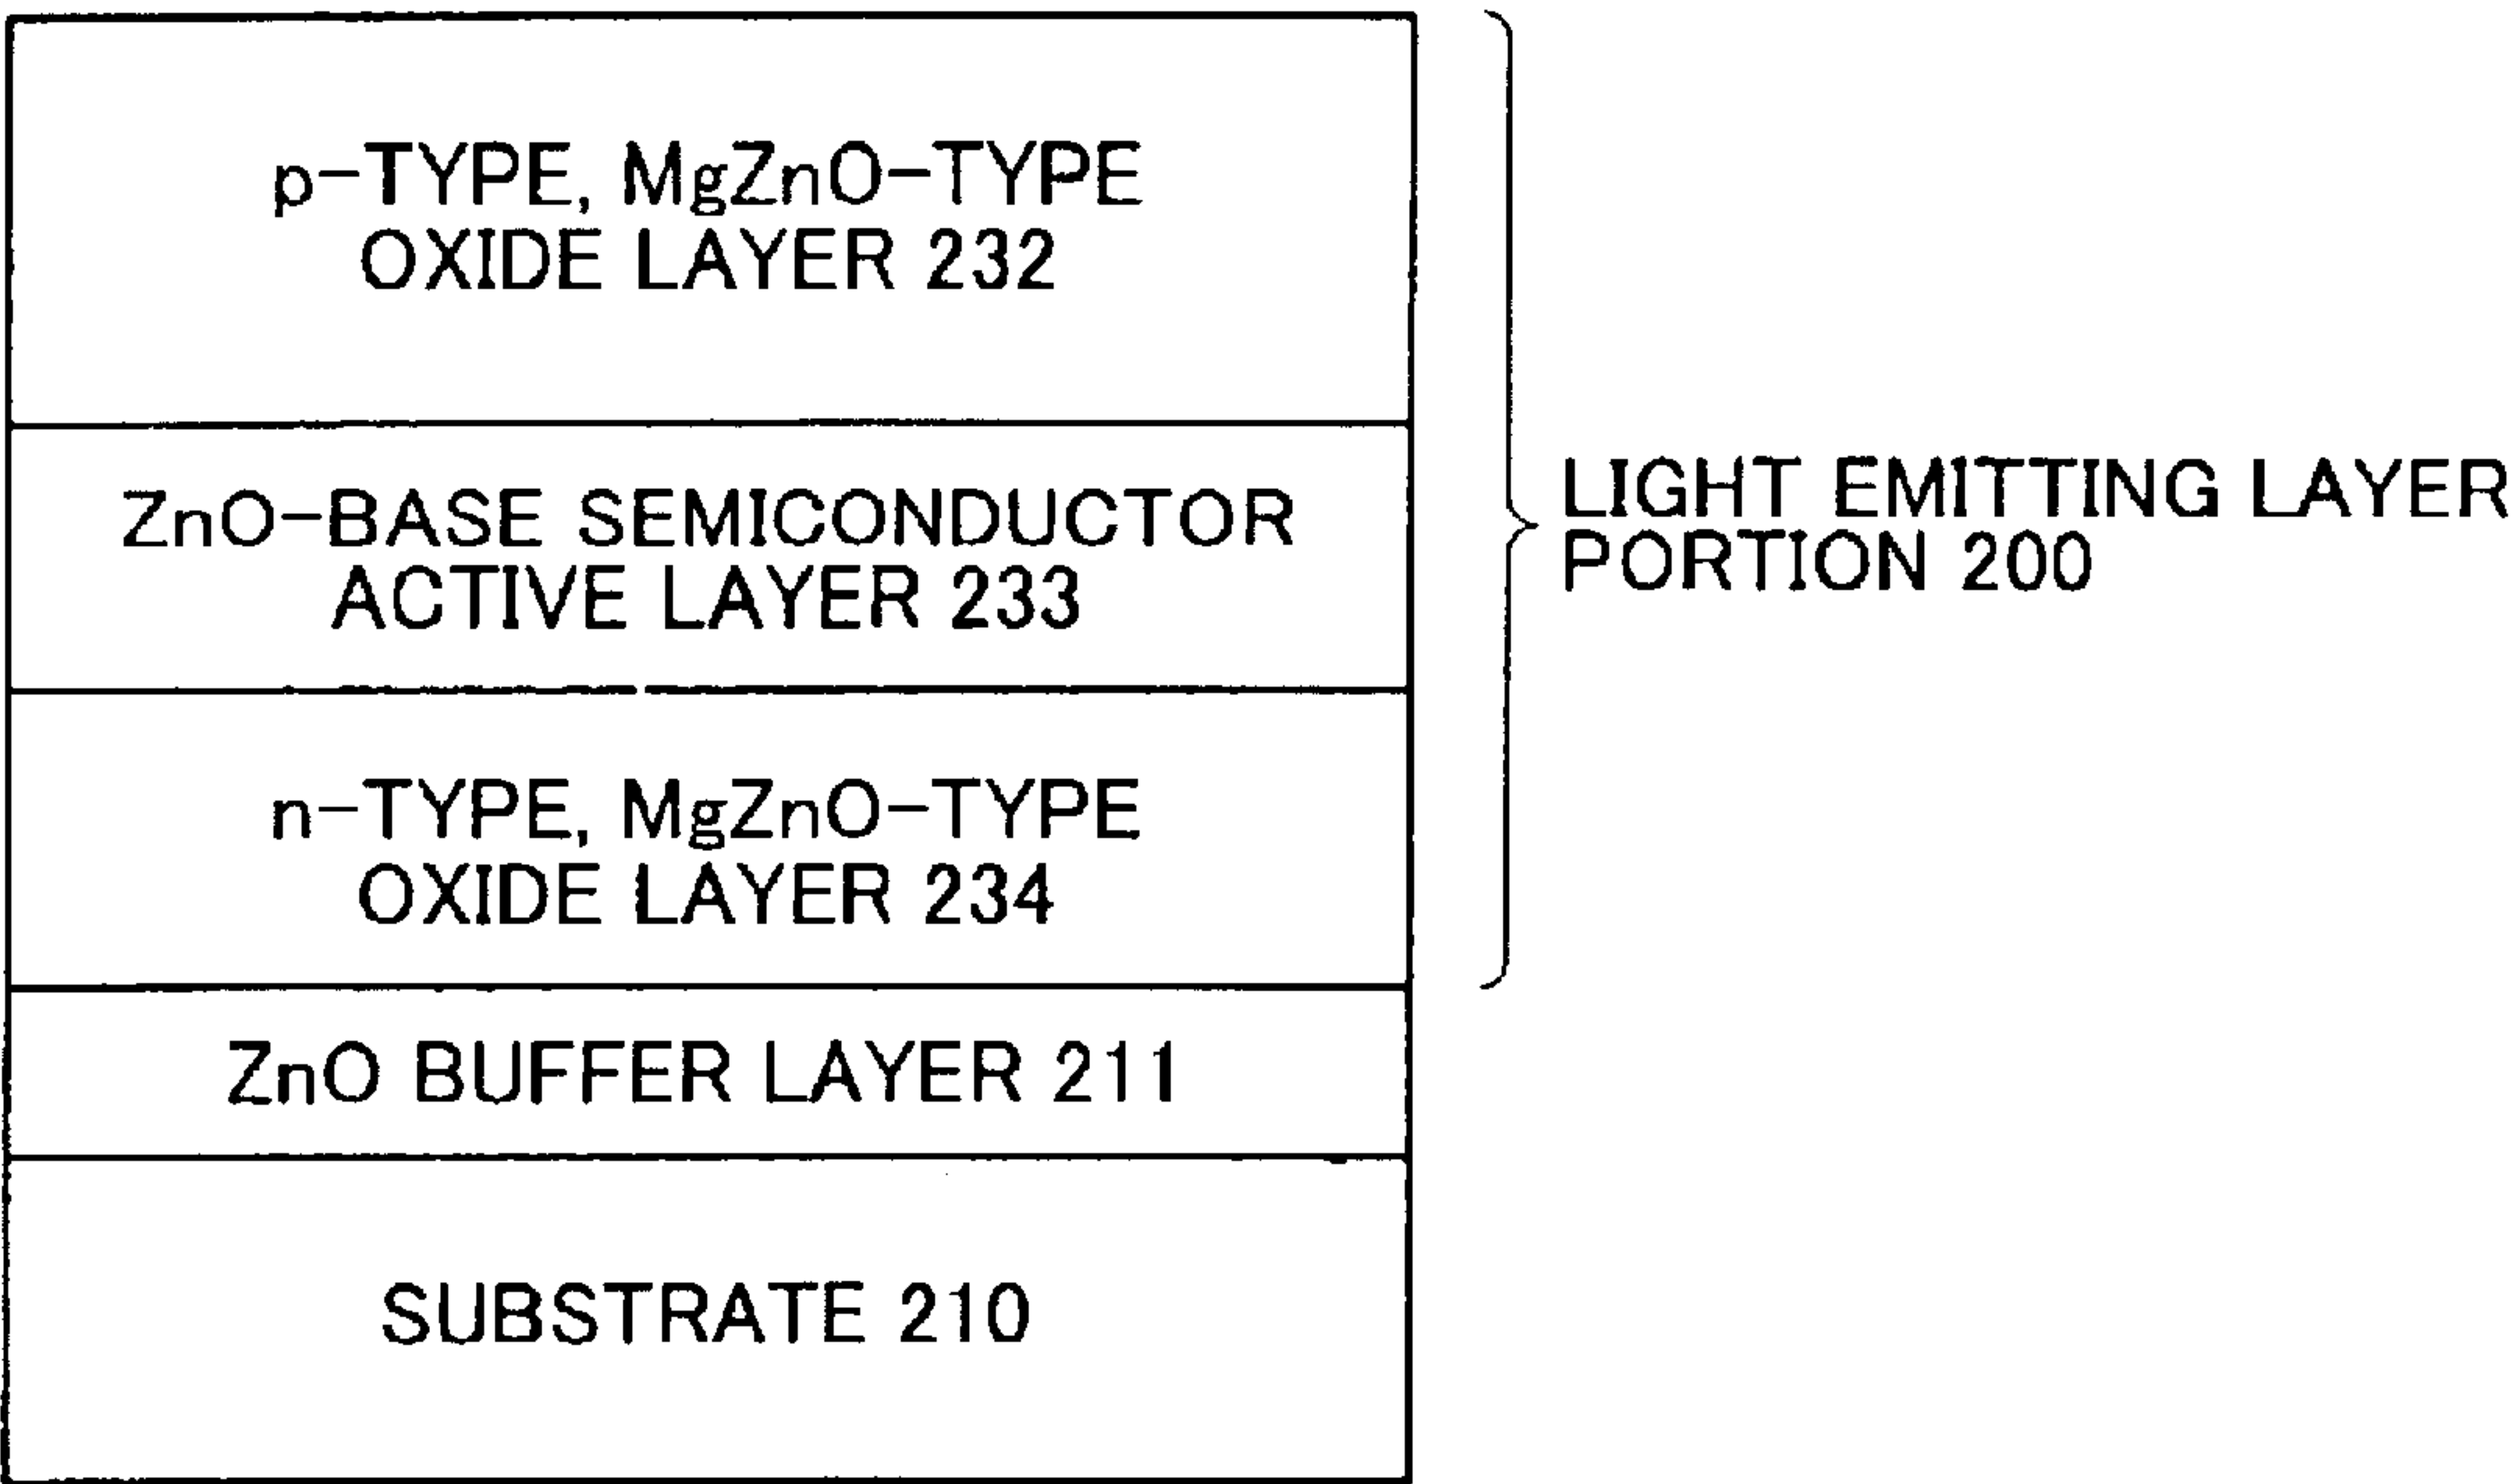 p-TYPE, MgZnO-TYPE
OXIDE LAYER 232
ZnO-BASE SEMICONDUCTOR
ACTIVE LAYER 233
LIGHT EMITTING LAYER
PORTION 200
n-TYPE, MgZnO-TYPE
OXIDE LAYER 234
ZnO BUFFER LAYER 211
SUBSTRATE 210